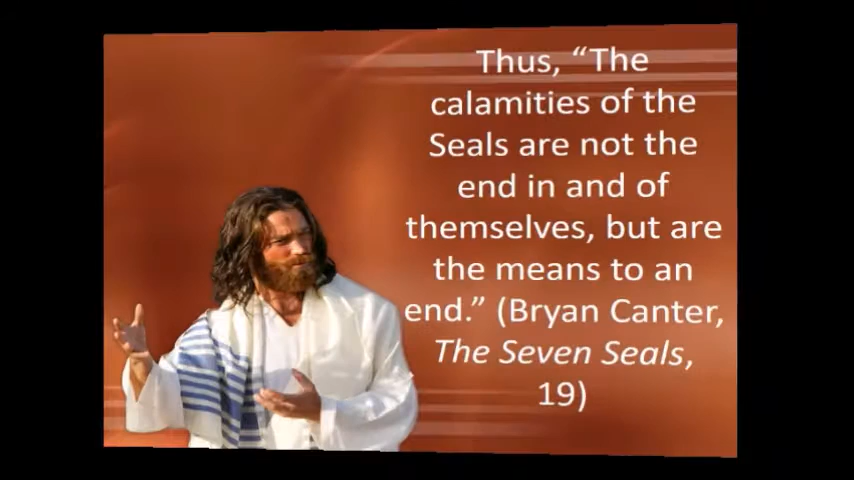 Thus, “The
calamities of the
Seals are not the
end in and of
themselves, but are
the means to an
end.” (Bryan Canter,
The Seven Seals,
19)